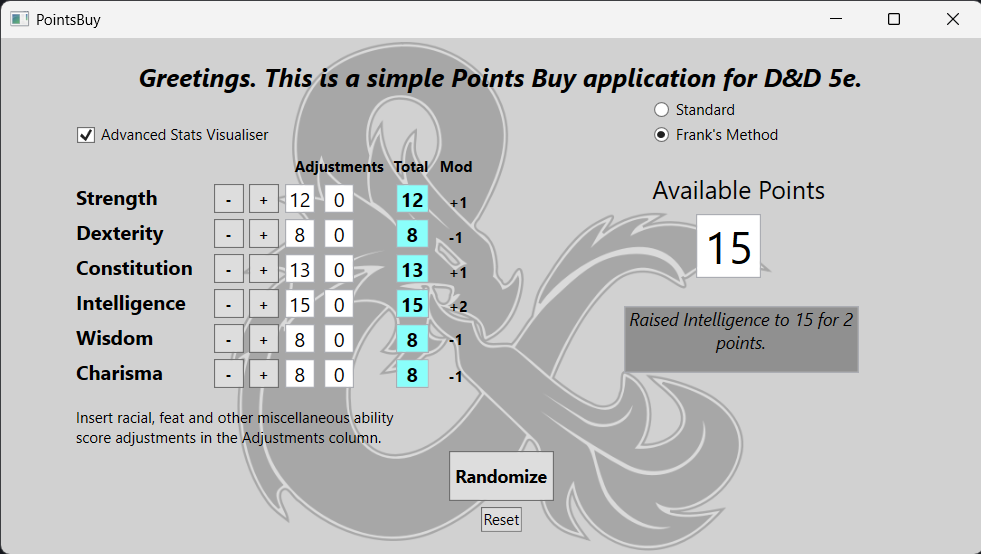 PointsBuy
Greetings. This is a simple Points Buy application for D&D 5e.
Standard
Advanced Stats Visualiser
Frank's Method
Adjustments Total Mod
Available Points
Strength - + 12 0 12 +1
Dexterity - + 8 0 8 -1
15
Constitution - + 13 0 13 +1
Intelligence - + 15 0 15 +2
Raised Intelligence to 15 for 2
points.
Wisdom - + 8 0 8 -1
Charisma - + 8 0 8 -1
Insert racial, feat and other miscellaneous ability
score adjustments in the Adjustments column.
Randomize
Reset